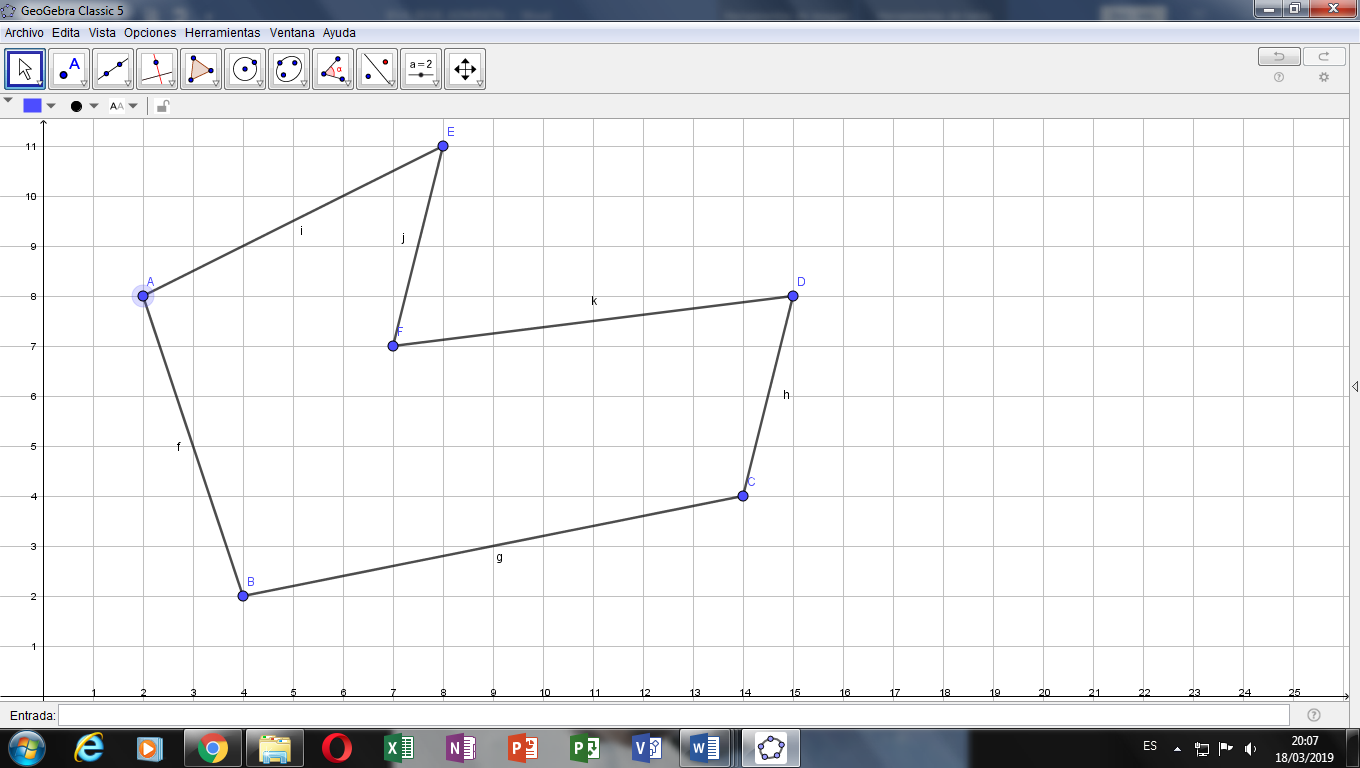 GeoGebra Classic 5
Archivo Edita Vista Opciones Herramientas Ventana Ayuda
A α a = 2
AA
E
11
10
i
j
9
A
D
8
k
F
7
6
h
f
5
C
4
3
g
B
2
1
1 2 3 4 5 6 7 8 9 10 11 12 13 14 15 16 17 18 19 20 21 22 23 24 25
Entrada:
ES
20:07
18/03/2019